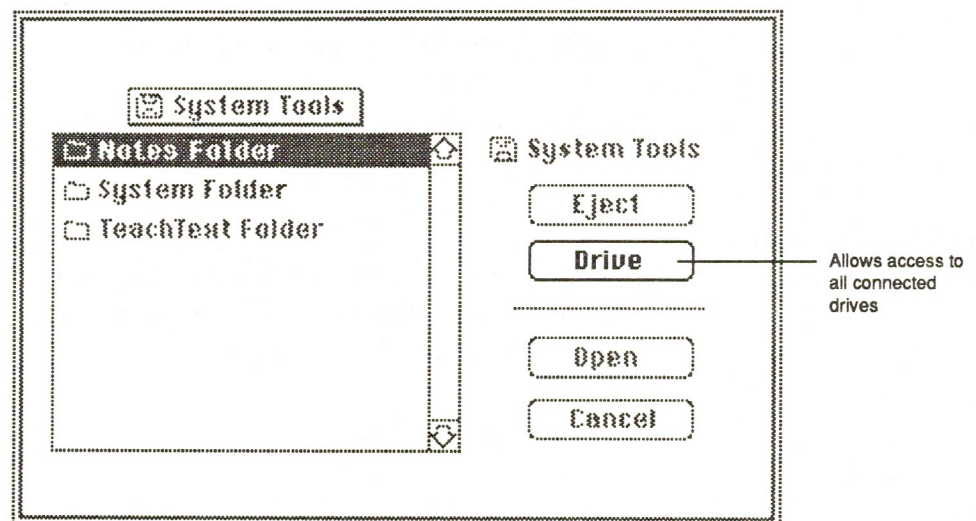 System Tools
Notes Folder
System Folder
TeachText Folder
System Tools
Eject
Drive
Open
Cancel
Allows access to
all connected
drives